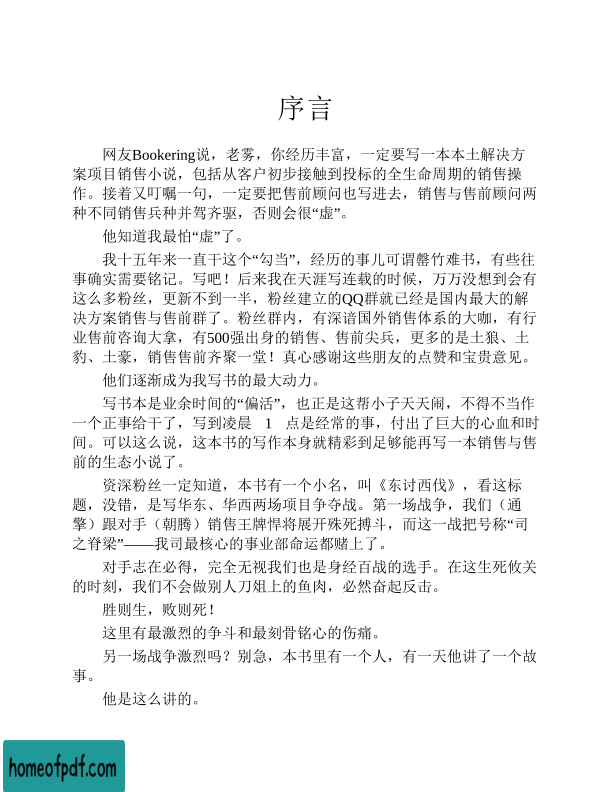 序言
网友Bookering说，老雾，你经历丰富，一定要写一本本土解决方
案项目销售小说，包括从客户初步接触到投标的全生命周期的销售操
作。接着又叮嘱一句，一定要把售前顾问也写进去，销售与售前顾问两
种不同销售兵种并驾齐驱，否则会很“虚”。
他知道我最怕“虚”了。
我十五年来一直干这个“勾当”，经历的事儿可谓罄竹难书，有些往
事确实需要铭记。写吧！后来我在天涯写连载的时候，万万没想到会有
这么多粉丝，更新不到一半，粉丝建立的QQ群就已经是国内最大的解
决方案销售与售前群了。粉丝群内，有深谙国外销售体系的大咖，有行
业售前咨询大拿，有500强出身的销售、售前尖兵，更多的是土狼、土
豹、土豪，销售售前齐聚一堂！真心感谢这些朋友的点赞和宝贵意见。
他们逐渐成为我写书的最大动力。
写书本是业余时间的“偏活”，也正是这帮小子天天闹，不得不当作
一个正事给干了，写到凌晨 1 点是经常的事，付出了巨大的心血和时
间。可以这么说，这本书的写作本身就精彩到足够能再写一本销售与售
前的生态小说了。
资深粉丝一定知道，本书有一个小名，叫《东讨西伐》，看这标
题，没错，是写华东、华西两场项目争夺战。第一场战争，我们（通
擎）跟对手（朝腾）销售王牌悍将展开殊死搏斗，而这一战把号称“司
之脊梁”——我司最核心的事业部命运都赌上了。
对手志在必得，完全无视我们也是身经百战的选手。在这生死攸关
的时刻，我们不会做别人刀俎上的鱼肉，必然奋起反击。
胜则生，败则死！
这里有最激烈的争斗和最刻骨铭心的伤痛。
另一场战争激烈吗？别急，本书里有一个人，有一天他讲了一个故
事。
他是这么讲的。
homeofpdf.com